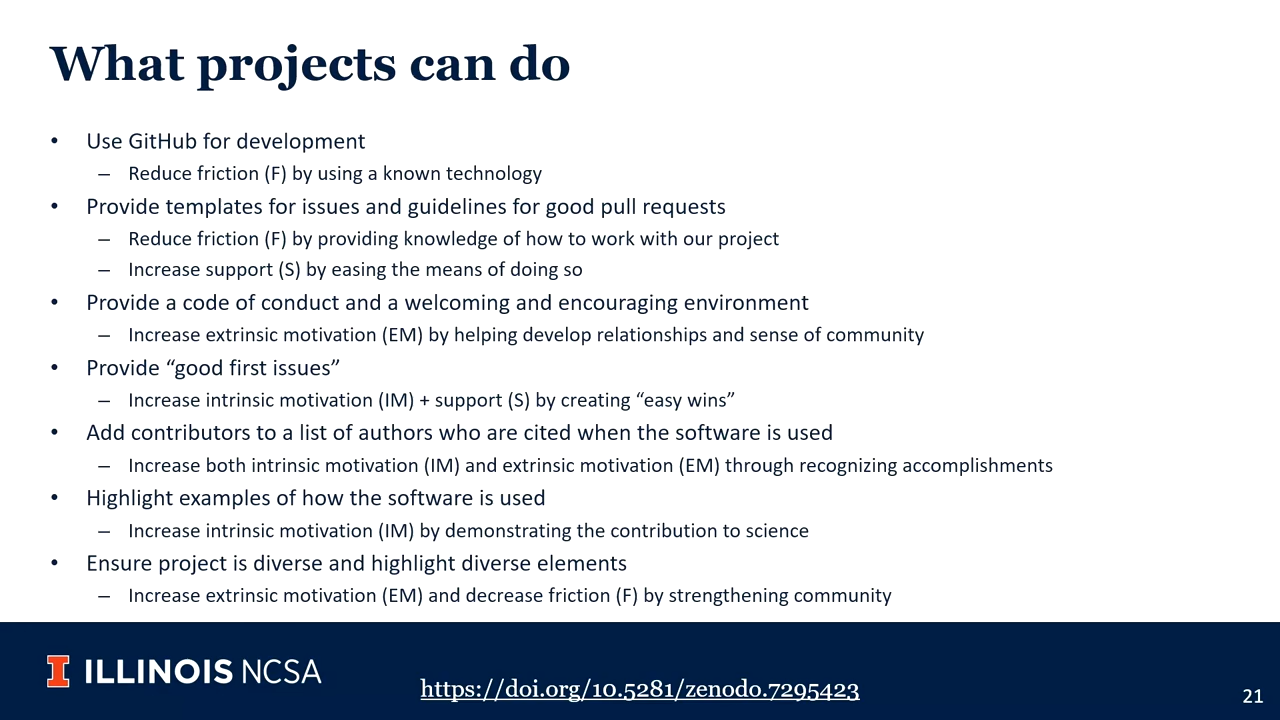 What projects can do
• Use GitHub for development
– Reduce friction (F) by using a known technology
• Provide templates for issues and guidelines for good pull requests
– Reduce friction (F) by providing knowledge of how to work with our project
– Increase support (S) by easing the means of doing so
• Provide a code of conduct and a welcoming and encouraging environment
– Increase extrinsic motivation (EM) by helping develop relationships and sense of community
• Provide “good first issues”
– Increase intrinsic motivation (IM) + support (S) by creating “easy wins”
• Add contributors to a list of authors who are cited when the software is used
– Increase both intrinsic motivation (IM) and extrinsic motivation (EM) through recognizing accomplishments
• Highlight examples of how the software is used
– Increase intrinsic motivation (IM) by demonstrating the contribution to science
• Ensure project is diverse and highlight diverse elements
– Increase extrinsic motivation (EM) and decrease friction (F) by strengthening community
I ILLINOIS NCSA
https://doi.org/10.5281/zenodo.7295423
21